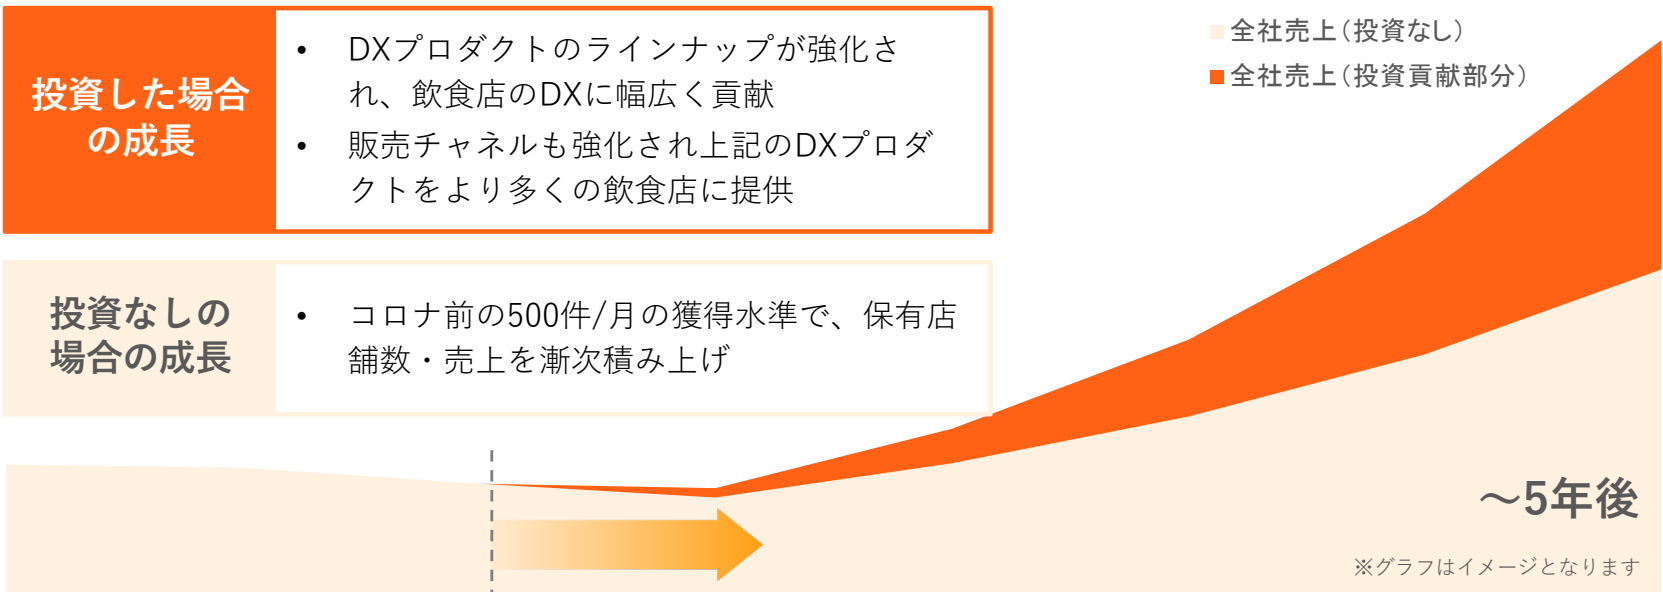 投資した場合
の成長
• DXプロダクトのラインナップが強化さ
れ、飲食店のDXに幅広く貢献
• 販売チャネルも強化され上記のDXプロダ
クトをより多くの飲食店に提供
全社売上（投資なし）
全社売上（投資貢献部分）
投資なしの
場合の成長
• コロナ前の500件/月の獲得水準で、保有店
舗数・売上を漸次積み上げ
～5年後
※グラフはイメージとなります